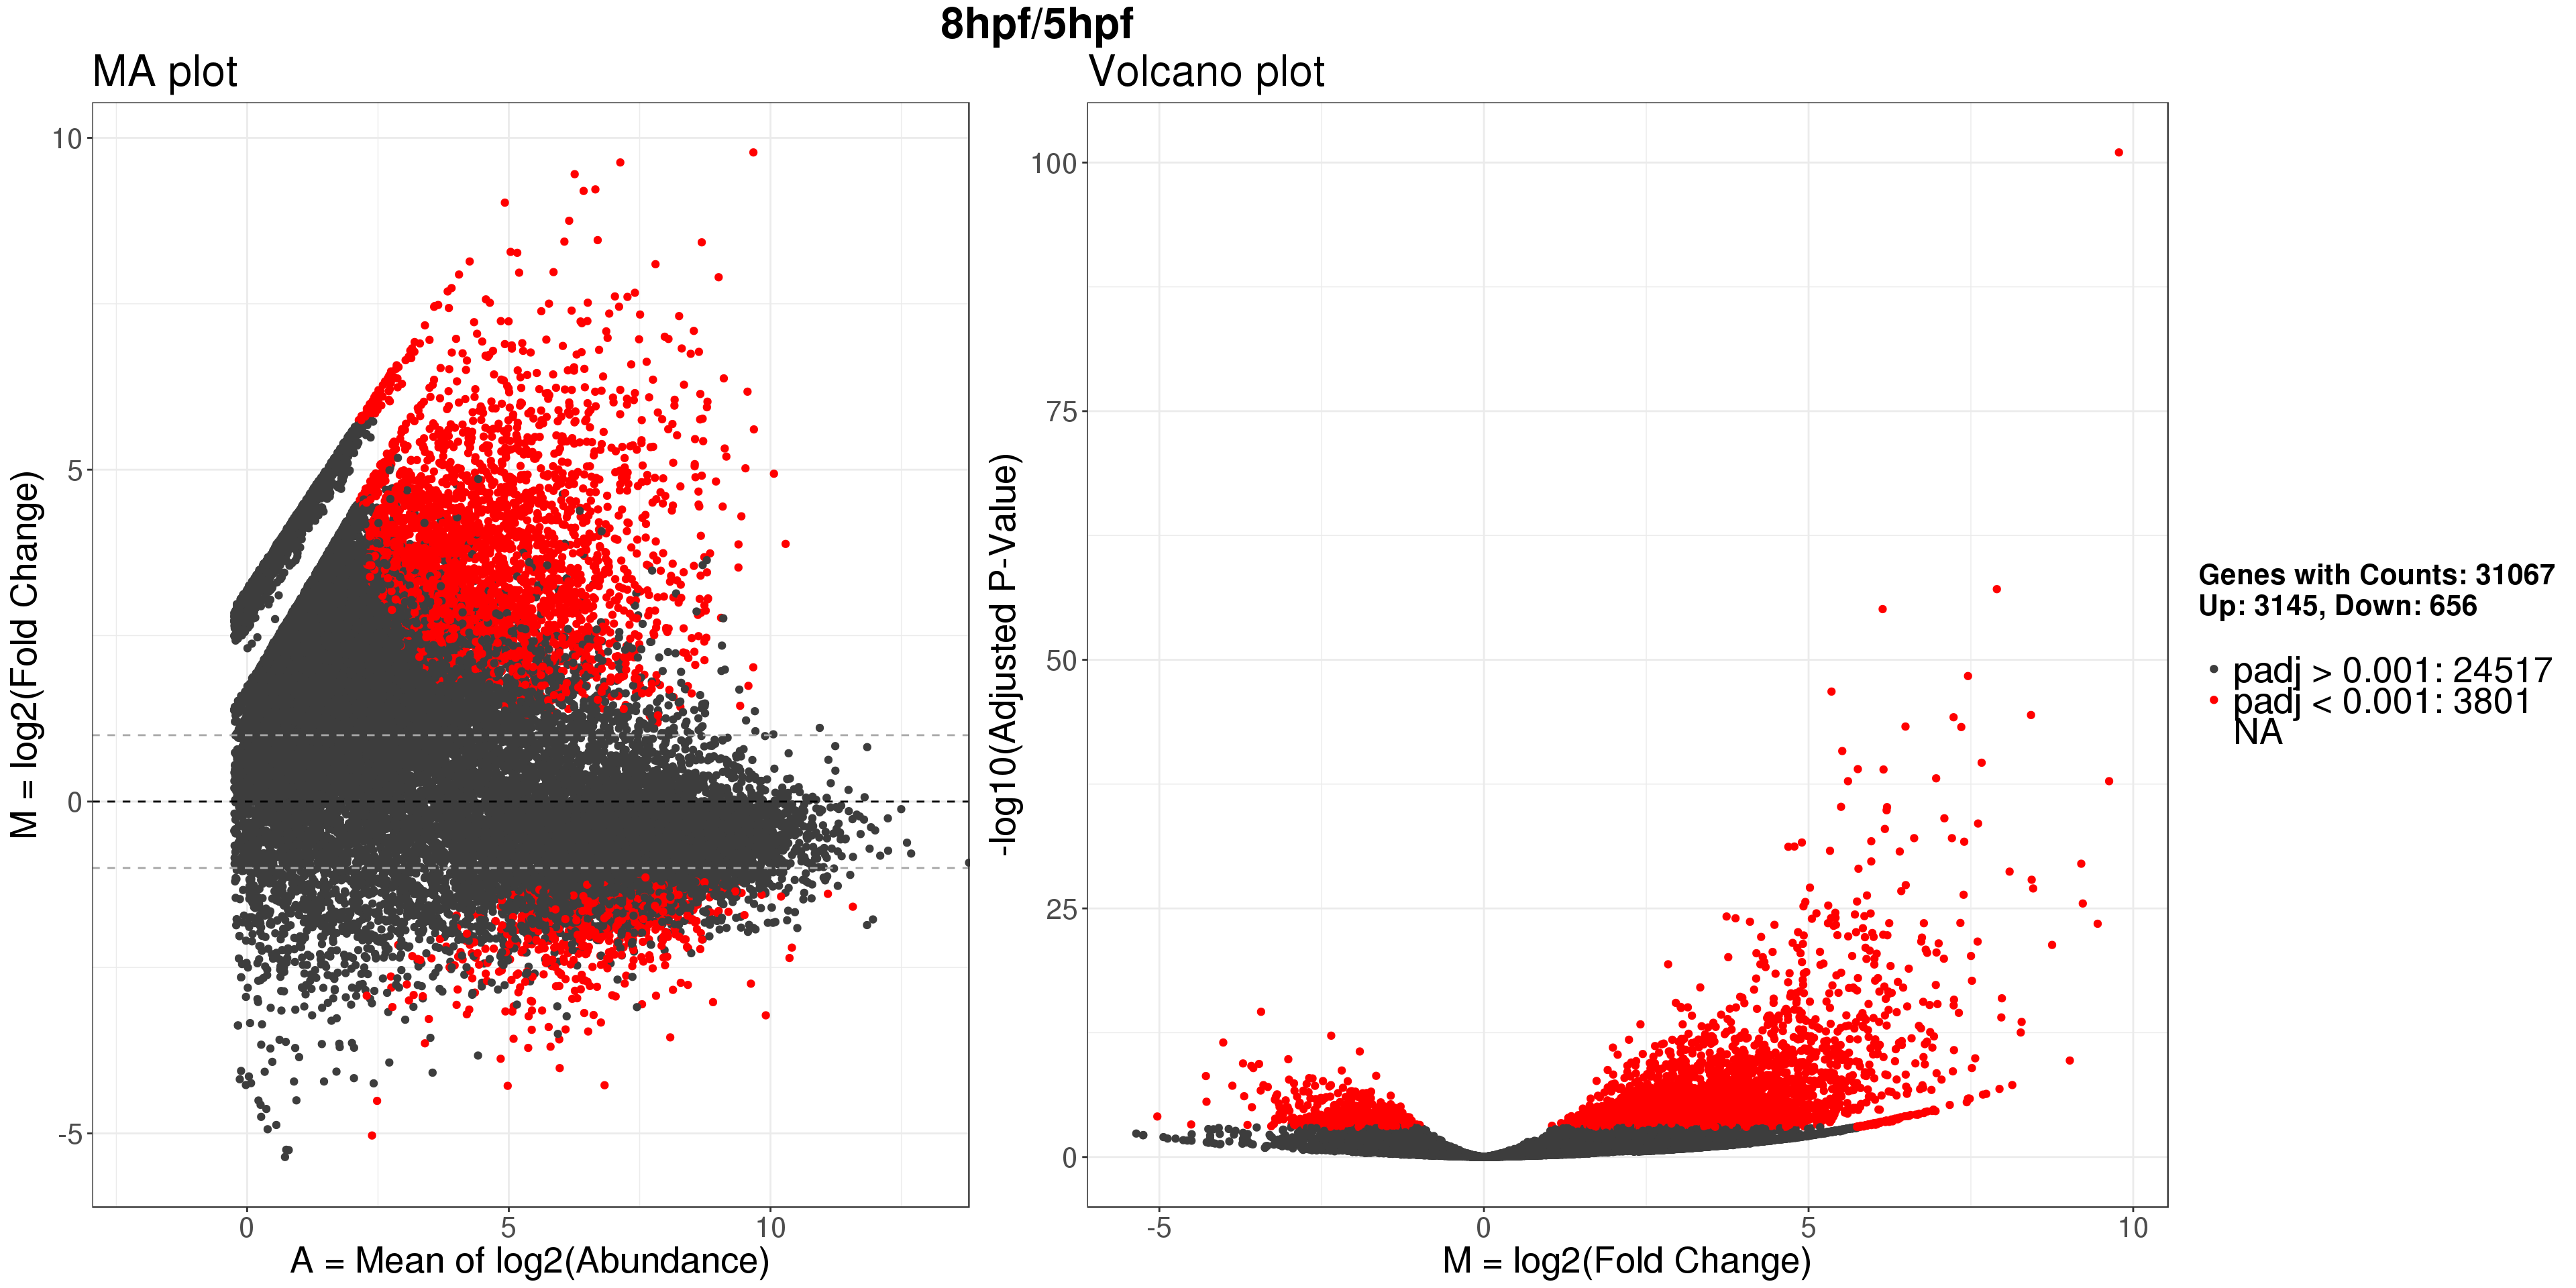 8hpf/5hpf
MA plot
M = log2(Fold Change)
10
5
0
-5
0
5
10
A = Mean of log2(Abundance)
Volcano plot
-log10(Adjusted P-Value)
100
75
50
25
0
-5
0
5
10
M = log2(Fold Change)
Genes with Counts: 31067
Up: 3145, Down: 656
padj > 0.001: 24517
padj < 0.001: 3801
NA